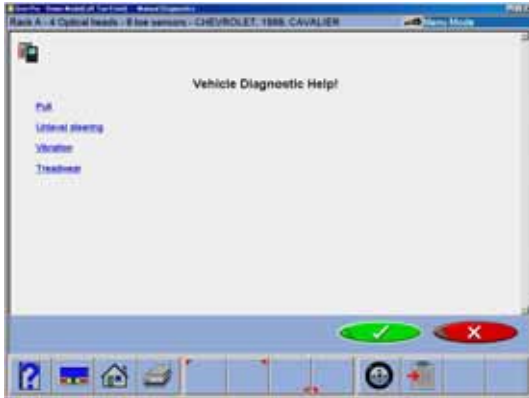 Rack A - 4 Optical heads - 8 toe sensors - CHEVROLET, 1999, CAVALIER
Menu Mode
Vehicle Diagnostic Help!
Pull
Unlevel steering
Vibration
Treadwear